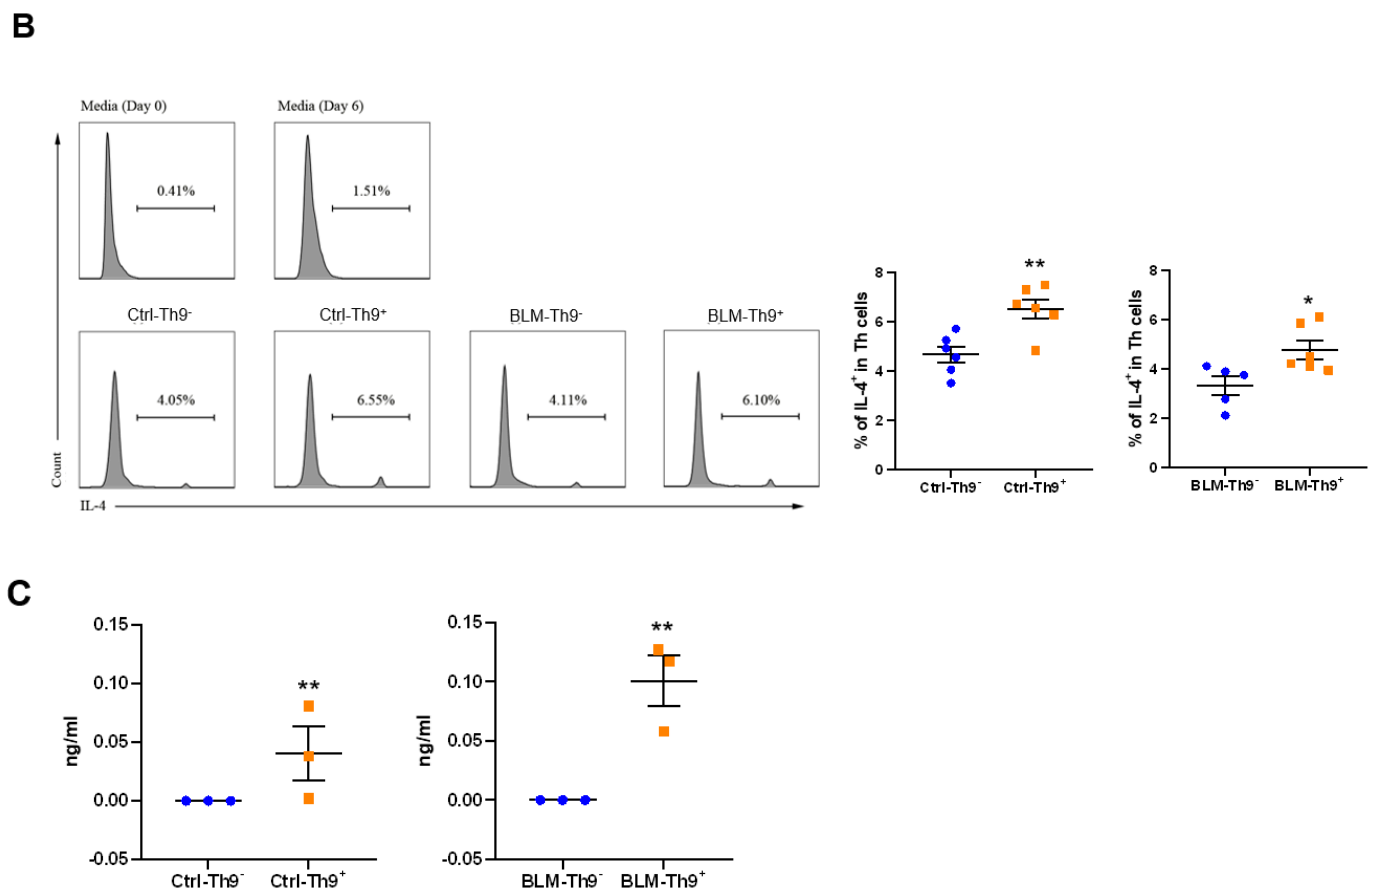 B
Media (Day 0)
Media (Day 6)
0.41%
1.51%
Ctrl-Th9⁻
Ctrl-Th9⁺
BLM-Th9⁻
BLM-Th9⁺
4.05%
6.55%
4.11%
6.10%
Count
IL-4
% of IL-4⁺ in Th cells
8
6
4
2
0
**
Ctrl-Th9⁻
Ctrl-Th9⁺
% of IL-4⁺ in Th cells
8
6
4
2
0
*
BLM-Th9⁻
BLM-Th9⁺
C
ng/ml
0.15
0.10
0.05
0.00
-0.05
**
Ctrl-Th9⁻
Ctrl-Th9⁺
ng/ml
0.15
0.10
0.05
0.00
-0.05
**
BLM-Th9⁻
BLM-Th9⁺